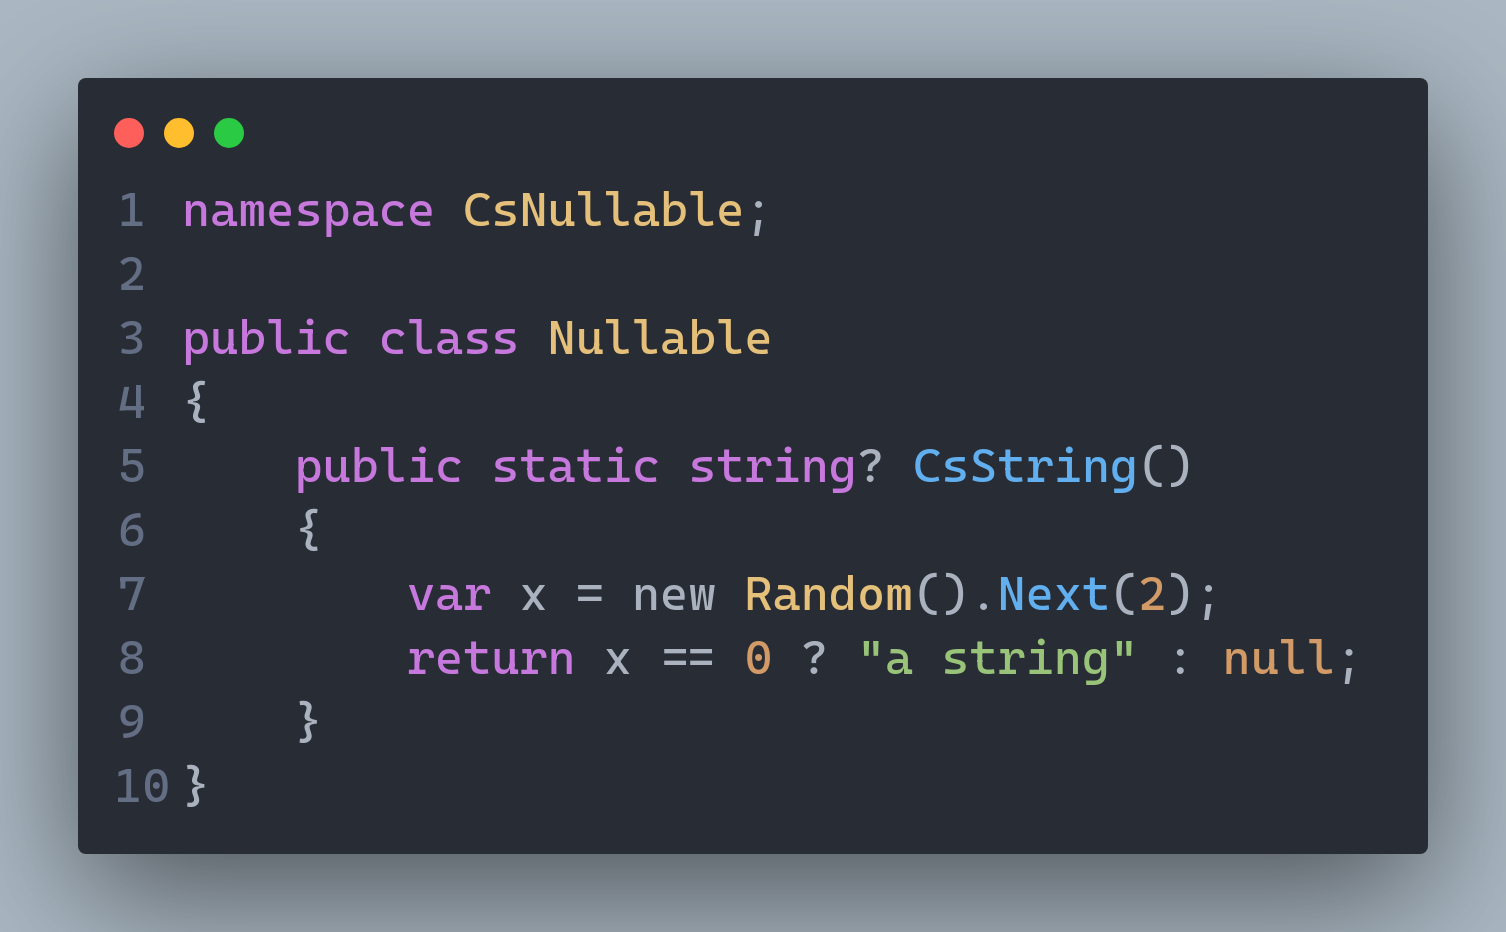 1 namespace CsNullable;
2
3 public class Nullable
4 {
5     public static string? CsString()
6     {
7         var x = new Random().Next(2);
8         return x == 0 ? "a string" : null;
9     }
10 }